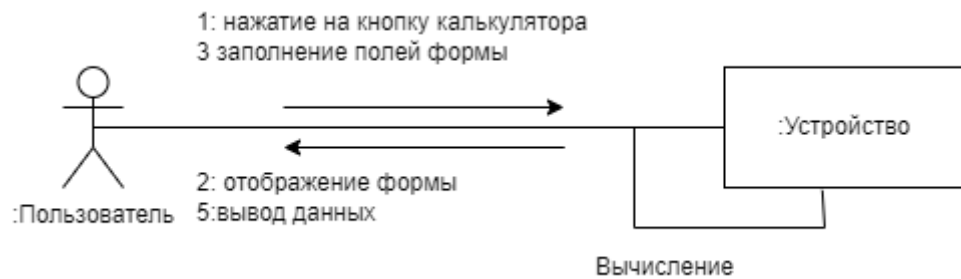 1: нажатие на кнопку калькулятора
3 заполнение полей формы
:Устройство
2: отображение формы
:Пользователь
5:вывод данных
Вычисление